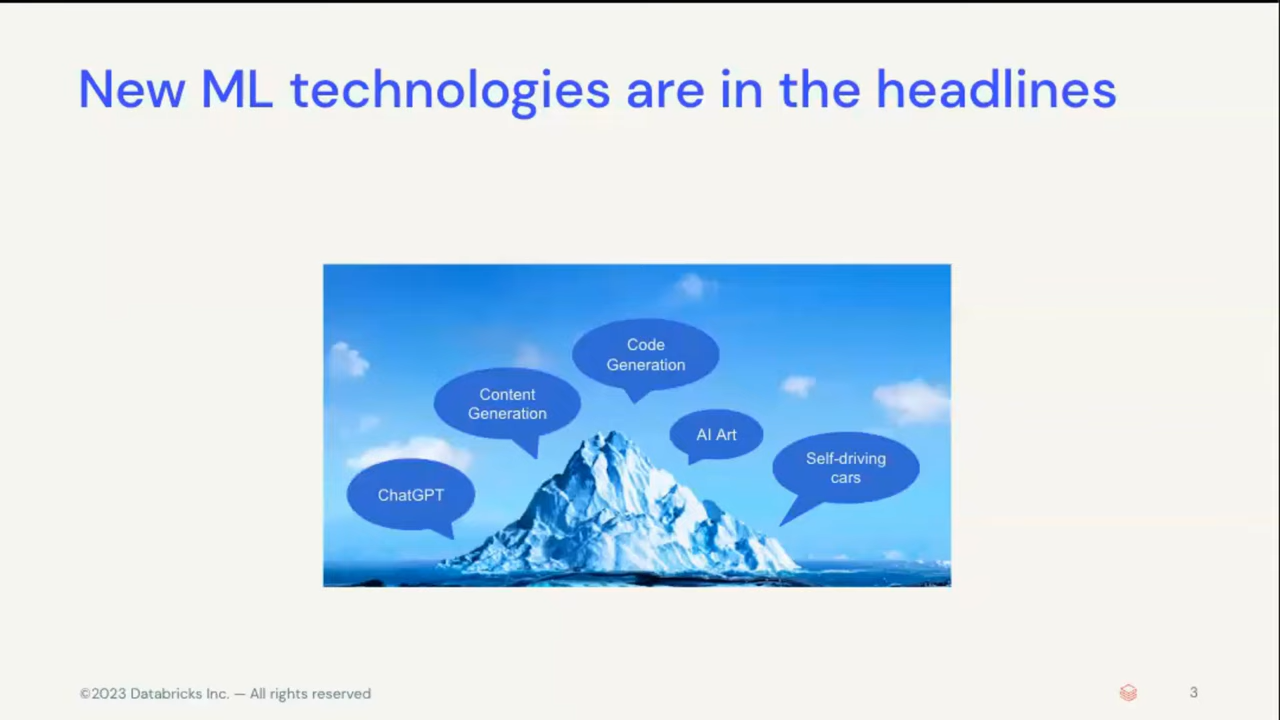 New ML technologies are in the headlines
Code
Generation
Content
Generation
AI Art
Self-driving
cars
ChatGPT
©2023 Databricks Inc. — All rights reserved
3